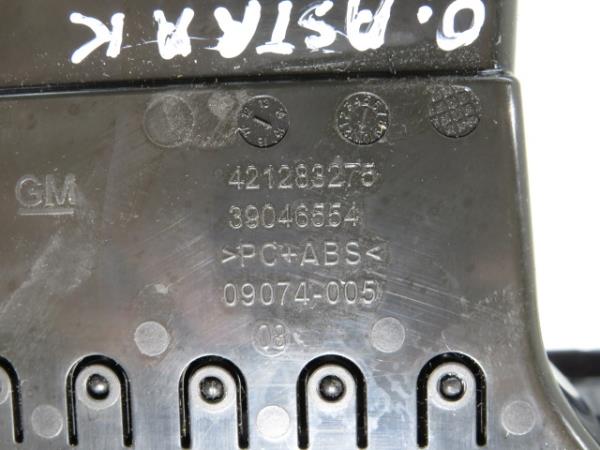 O. ASTRA K
GM
421283275
39046554
>PC+ABS<
09074-005
03